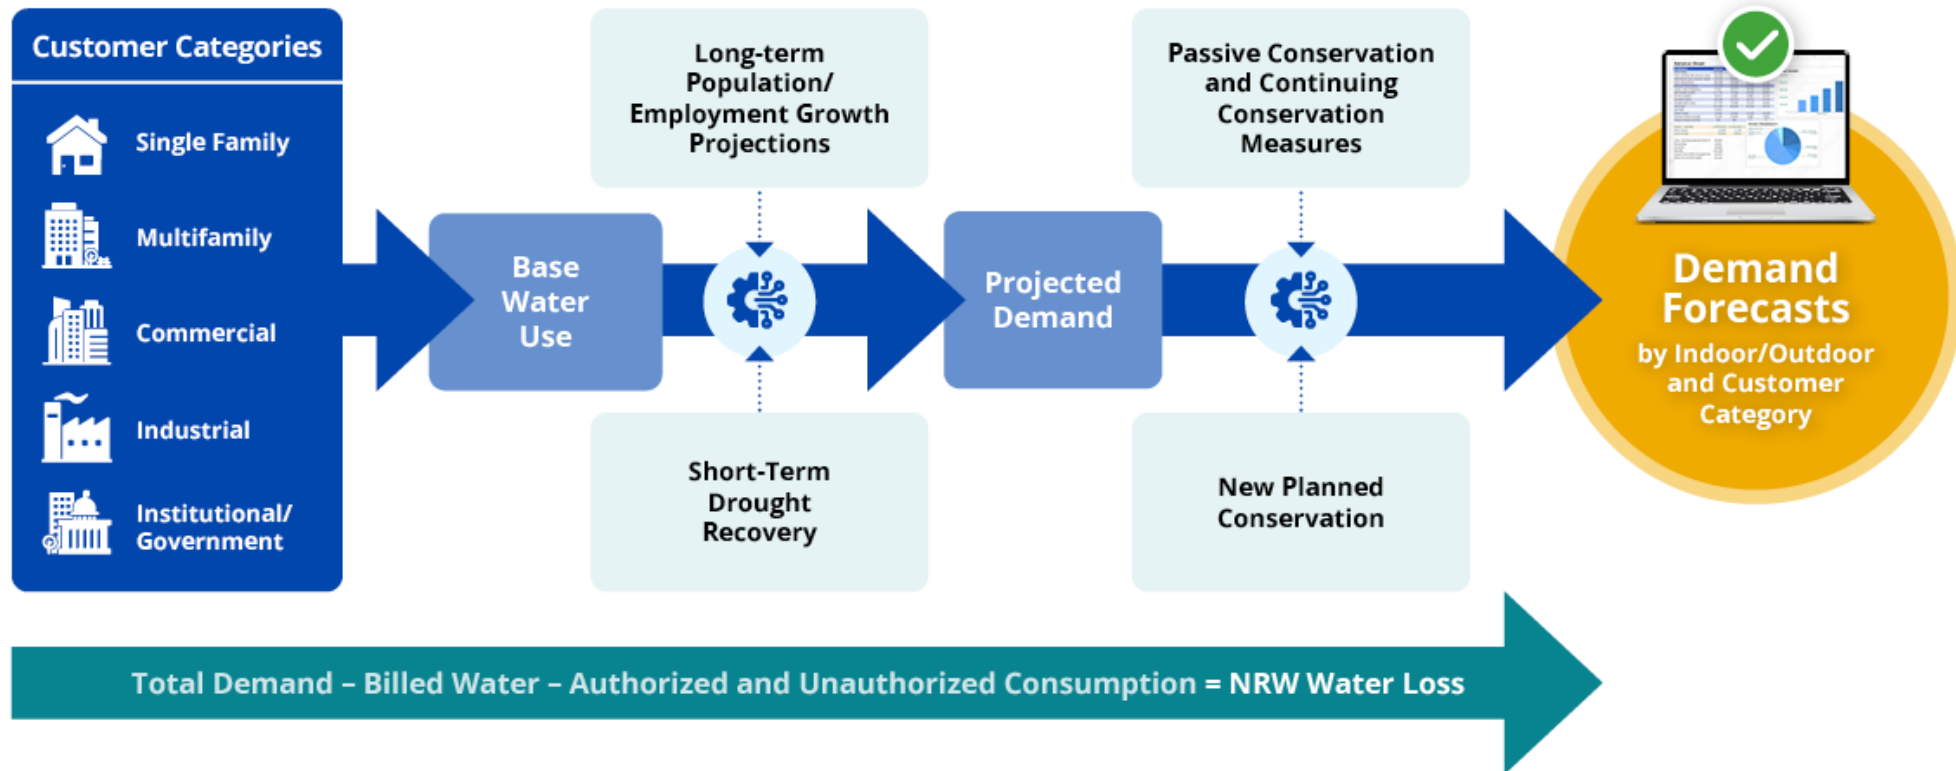 Customer Categories
Single Family
Multifamily
Commercial
Industrial
Institutional/
Government
Base
Water
Use
Long-term
Population/
Employment Growth
Projections
Short-Term
Drought
Recovery
Projected
Demand
Passive Conservation
and Continuing
Conservation
Measures
New Planned
Conservation
Demand
Forecasts
by Indoor/Outdoor
and Customer
Category
Total Demand – Billed Water – Authorized and Unauthorized Consumption = NRW Water Loss